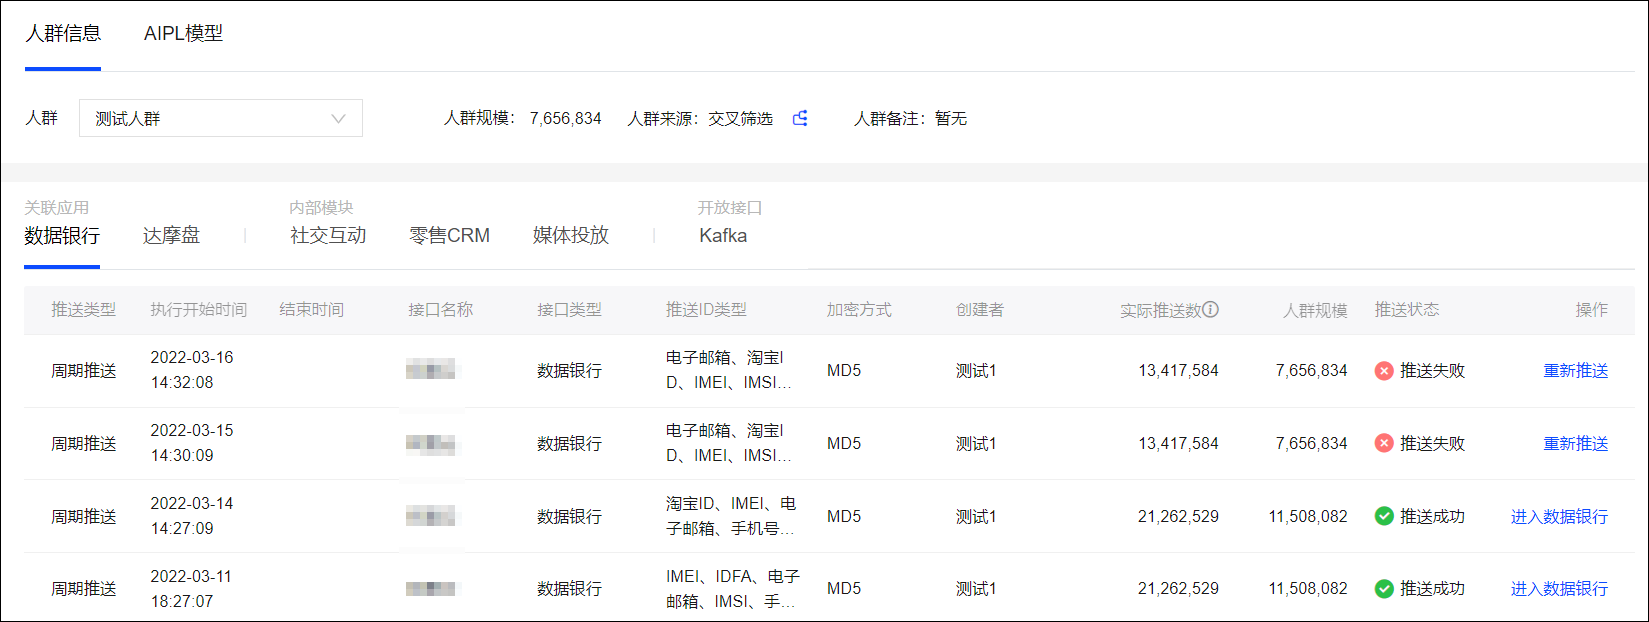 人群信息 AIPL模型
人群 测试人群 人群规模： 7,656,834 人群来源：交叉筛选 人群备注：暂无
关联应用 内部模块 开放接口
数据银行 达摩盘 社交互动 零售CRM 媒体投放 Kafka
推送类型 执行开始时间 结束时间 接口名称 接口类型 推送ID类型 加密方式 创建者 实际推送数 人群规模 推送状态 操作
2022-03-16 电子邮箱、淘宝I
周期推送 数据银行 MD5 测试1 13,417,584 7,656,834 推送失败 重新推送
14:32:08 D、IMEI、IMSI...
2022-03-15 电子邮箱、淘宝I
周期推送 数据银行 MD5 测试1 13,417,584 7,656,834 推送失败 重新推送
14:30:09 D、IMEI、IMSI...
2022-03-14 淘宝ID、IMEI、电
周期推送 数据银行 MD5 测试1 21,262,529 11,508,082 推送成功 进入数据银行
14:27:09 子邮箱、手机号...
2022-03-11 IMEI、IDFA、电子
周期推送 数据银行 MD5 测试1 21,262,529 11,508,082 推送成功 进入数据银行
18:27:07 邮箱、IMSI、手...